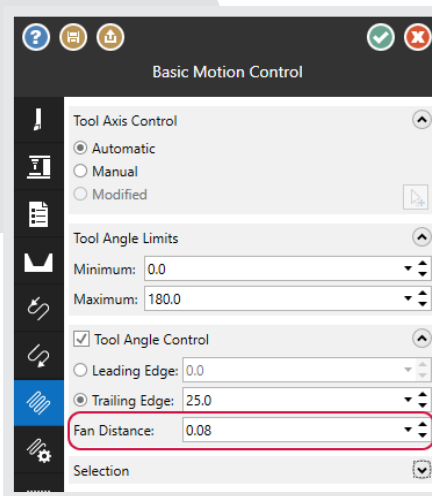 Basic Motion Control
Tool Axis Control
Automatic
Manual
Modified
Tool Angle Limits
Minimum: 0.0
Maximum: 180.0
Tool Angle Control
Leading Edge: 0.0
Trailing Edge: 25.0
Fan Distance: 0.08
Selection